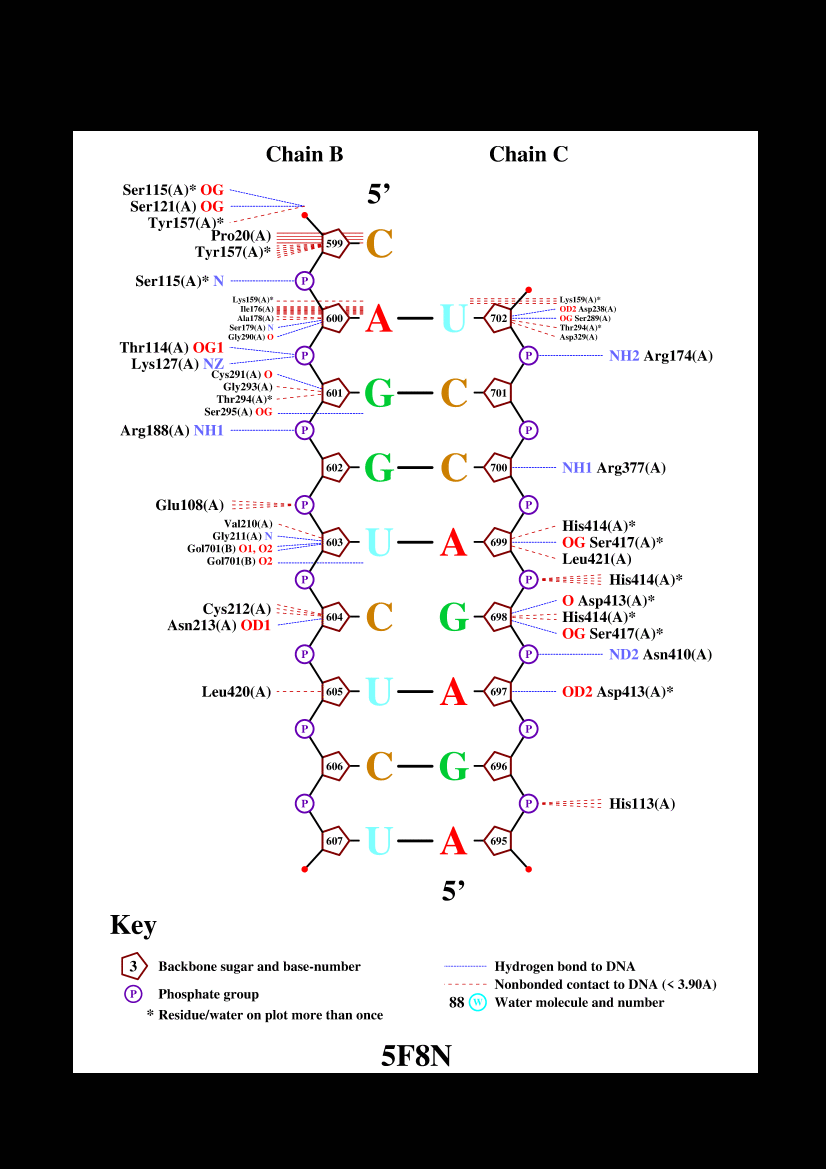 Chain B Chain C
5’
Ser115(A)* OG
Ser121(A) OG
Tyr157(A)*
Pro20(A)
Tyr157(A)*
599 C
Ser115(A)* N P
Lys159(A)*
Ile176(A)
Ala178(A)
Ser179(N) N
Gly290(A) O
600 A U 702
Lys159(A)*
OD2 Asp238(A)
OG Ser289(A)
Thr294(A)*
Asp329(A)
Thr114(A) OG1
Lys127(A) NZ
P P NH2 Arg174(A)
Cys291(A) O
Gly293(A)
Thr294(A)*
Ser295(A) OG
601 G C 701
Arg188(A) NH1 P P
602 G C 700 NH1 Arg377(A)
Glu108(A) P P
Val210(A)
Gly211(A) N
Gol701(B) O1, O2
Gol701(B) O2
603 U A 699
His414(A)*
OG Ser417(A)*
Leu421(A)
P P His414(A)*
Cys212(A)
Asn213(A) OD1
604 C G 698
O Asp413(A)*
His414(A)*
OG Ser417(A)*
P P ND2 Asn410(A)
Leu420(A) 605 U A 697 OD2 Asp413(A)*
P P
606 C G 696
P P His113(A)
607 U A 695
5’
Key
3 Backbone sugar and base-number
P Phosphate group
* Residue/water on plot more than once
Hydrogen bond to DNA
Nonbonded contact to DNA (< 3.90A)
88 W Water molecule and number
5F8N